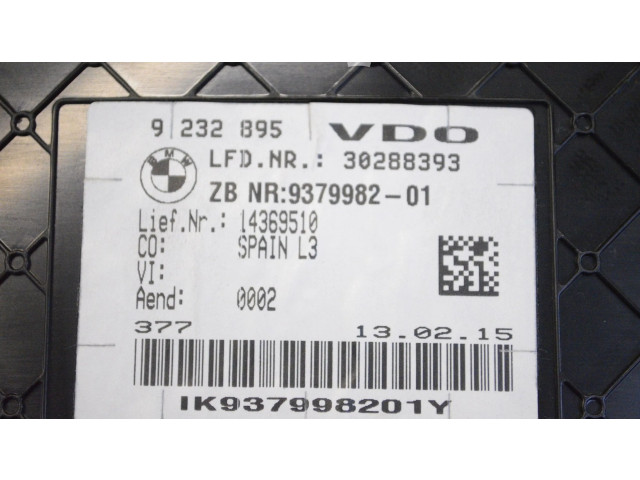 9 232 895 VDO
BMW
LFD.NR.: 30288393
ZB NR:9379982-01
Lief.Nr.: 14369510
CO: SPAIN L3
VI:
Aend: 0002
377 13.02.15
IK937998201Y